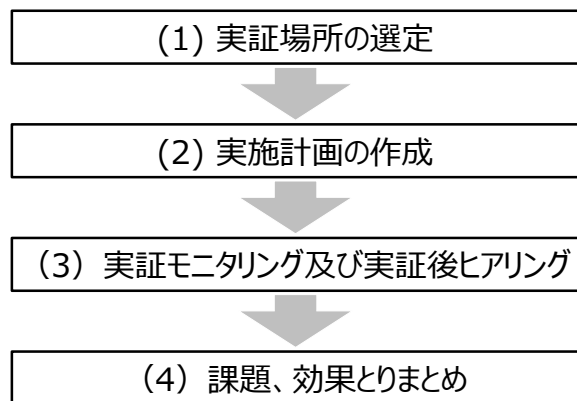 (1) 実証場所の選定
(2) 実施計画の作成
（3）実証モニタリング及び実証後ヒアリング
（4）課題、効果とりまとめ